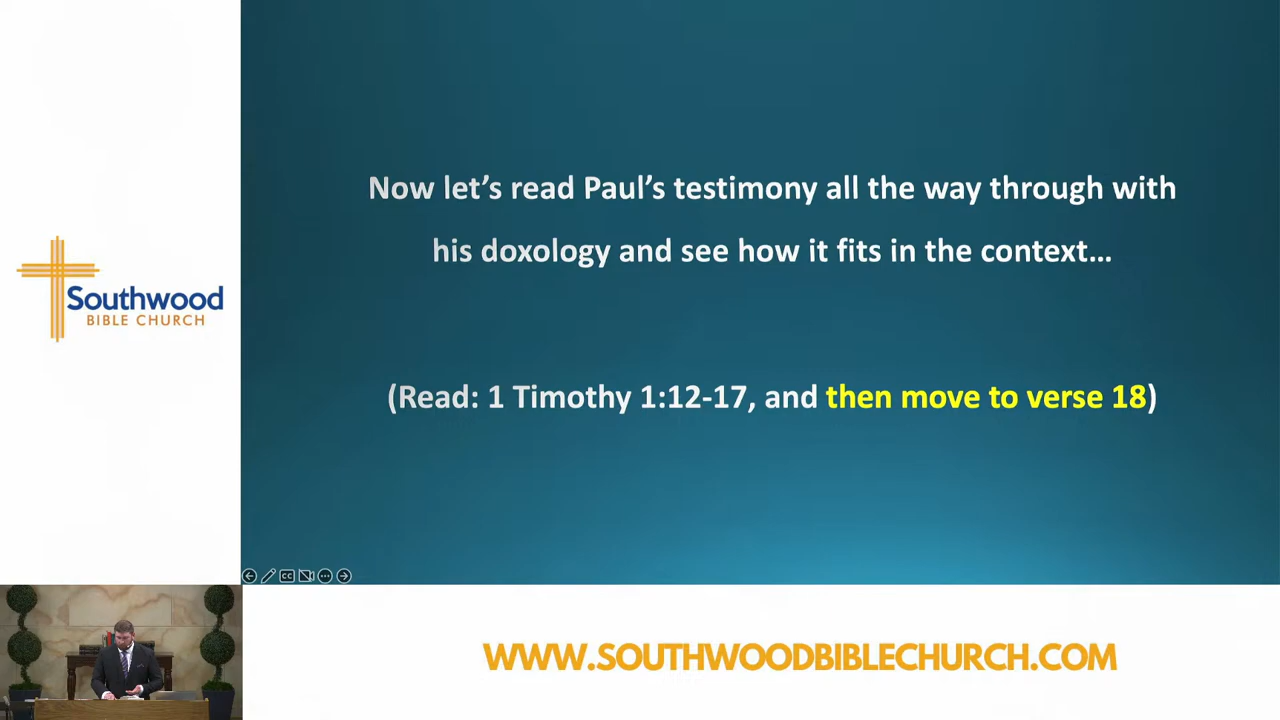 Now let's read Paul's testimony all the way through with
his doxology and see how it fits in the context...
(Read: 1 Timothy 1:12-17, and then move to verse 18)
Southwood
BIBLE CHURCH
CC
WWW.SOUTHWOODBIBLECHURCH.COM